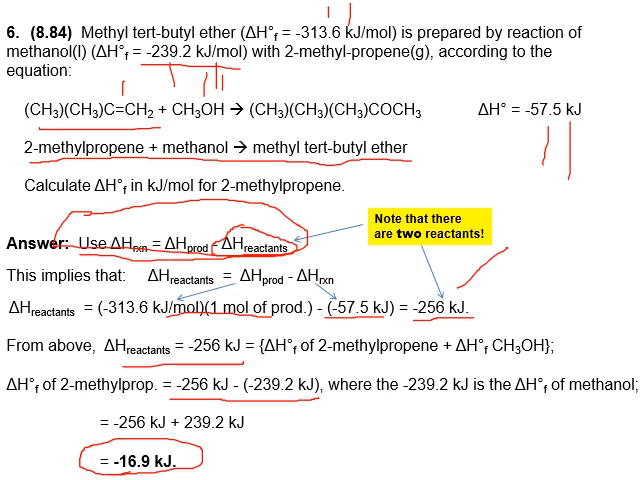 6. (8.84) Methyl tert-butyl ether (ΔH°f = -313.6 kJ/mol) is prepared by reaction of
methanol(l) (ΔH°f = -239.2 kJ/mol) with 2-methyl-propene(g), according to the
equation:
(CH₃)(CH₃)C=CH₂ + CH₃OH → (CH₃)(CH₃)(CH₃)COCH₃ ΔH° = -57.5 kJ
2-methylpropene + methanol → methyl tert-butyl ether
Calculate ΔH°f in kJ/mol for 2-methylpropene.
Note that there
are two reactants!
Answer: Use ΔHrxn = ΔHprod - ΔHreactants
This implies that: ΔHreactants = ΔHprod - ΔHrxn
ΔHreactants = (-313.6 kJ/mol)(1 mol of prod.) - (-57.5 kJ) = -256 kJ.
From above, ΔHreactants = -256 kJ = {ΔH°f of 2-methylpropene + ΔH°f CH₃OH};
ΔH°f of 2-methylprop. = -256 kJ - (-239.2 kJ), where the -239.2 kJ is the ΔH°f of methanol;
= -256 kJ + 239.2 kJ
= -16.9 kJ.